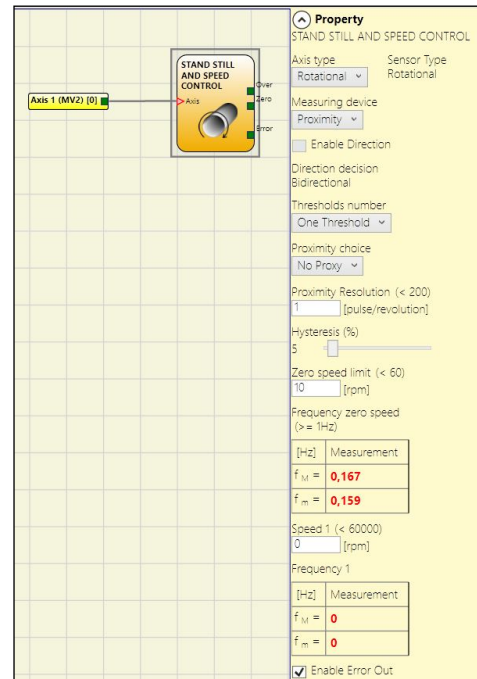 STAND STILL
AND SPEED
CONTROL
Over
Zero
Error
Axis 1 (MV2) [0]
Axis
Property
STAND STILL AND SPEED CONTROL
Axis type
Sensor Type
Rotational
Rotational
Measuring device
Proximity
Enable Direction
Direction decision
Bidirectional
Thresholds number
One Threshold
Proximity choice
No Proxy
Proximity Resolution (< 200)
1 [pulse/revolution]
Hysteresis (%)
5
Zero speed limit (< 60)
10 [rpm]
Frequency zero speed
(>= 1Hz)
[Hz] Measurement
f M = 0,167
f m = 0,159
Speed 1 (< 60000)
0 [rpm]
Frequency 1
[Hz] Measurement
f M = 0
f m = 0
Enable Error Out